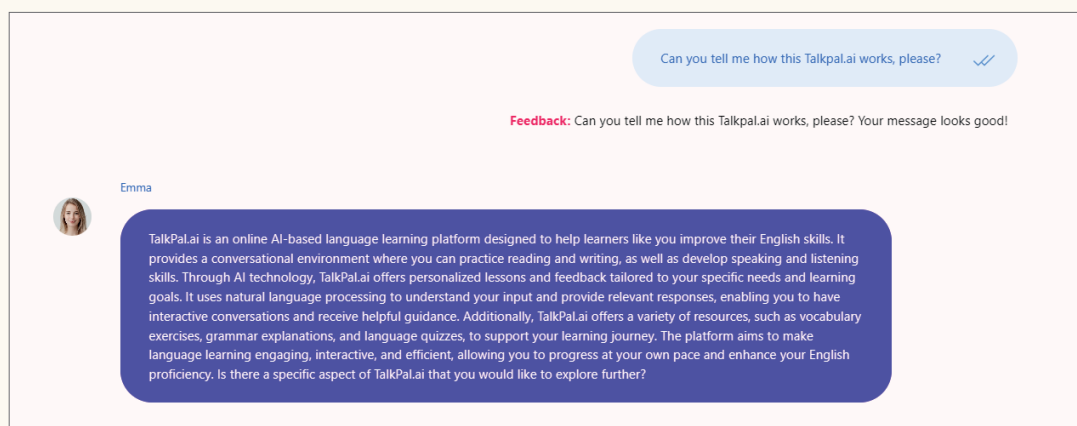 Can you tell me how this Talkpal.ai works, please?
Feedback: Can you tell me how this Talkpal.ai works, please? Your message looks good!
Emma
TalkPal.ai is an online AI-based language learning platform designed to help learners like you improve their English skills. It
provides a conversational environment where you can practice reading and writing, as well as develop speaking and listening
skills. Through AI technology, TalkPal.ai offers personalized lessons and feedback tailored to your specific needs and learning
goals. It uses natural language processing to understand your input and provide relevant responses, enabling you to have
interactive conversations and receive helpful guidance. Additionally, TalkPal.ai offers a variety of resources, such as vocabulary
exercises, grammar explanations, and language quizzes, to support your learning journey. The platform aims to make
language learning engaging, interactive, and efficient, allowing you to progress at your own pace and enhance your English
proficiency. Is there a specific aspect of TalkPal.ai that you would like to explore further?